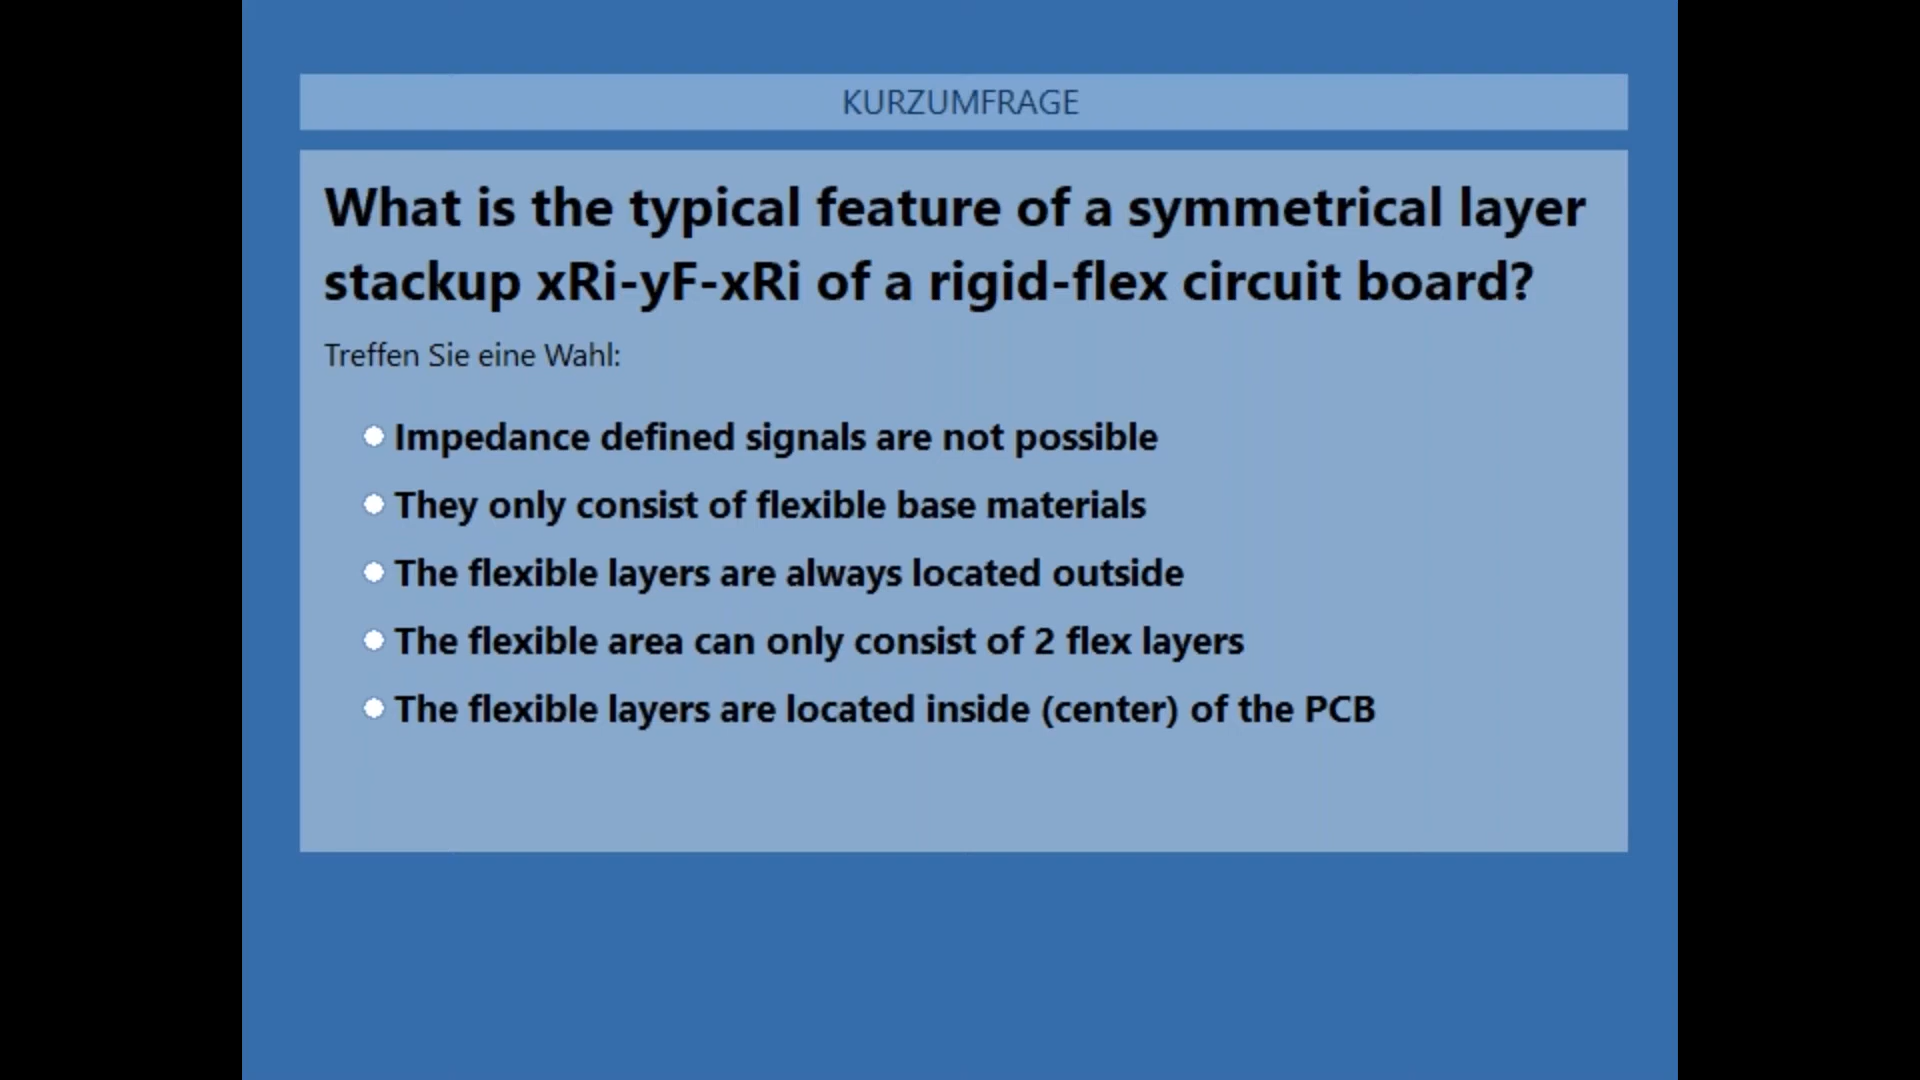 KURZUMFRAGE
What is the typical feature of a symmetrical layer
stackup xRi-yF-xRi of a rigid-flex circuit board?
Treffen Sie eine Wahl:
Impedance defined signals are not possible
They only consist of flexible base materials
The flexible layers are always located outside
The flexible area can only consist of 2 flex layers
The flexible layers are located inside (center) of the PCB